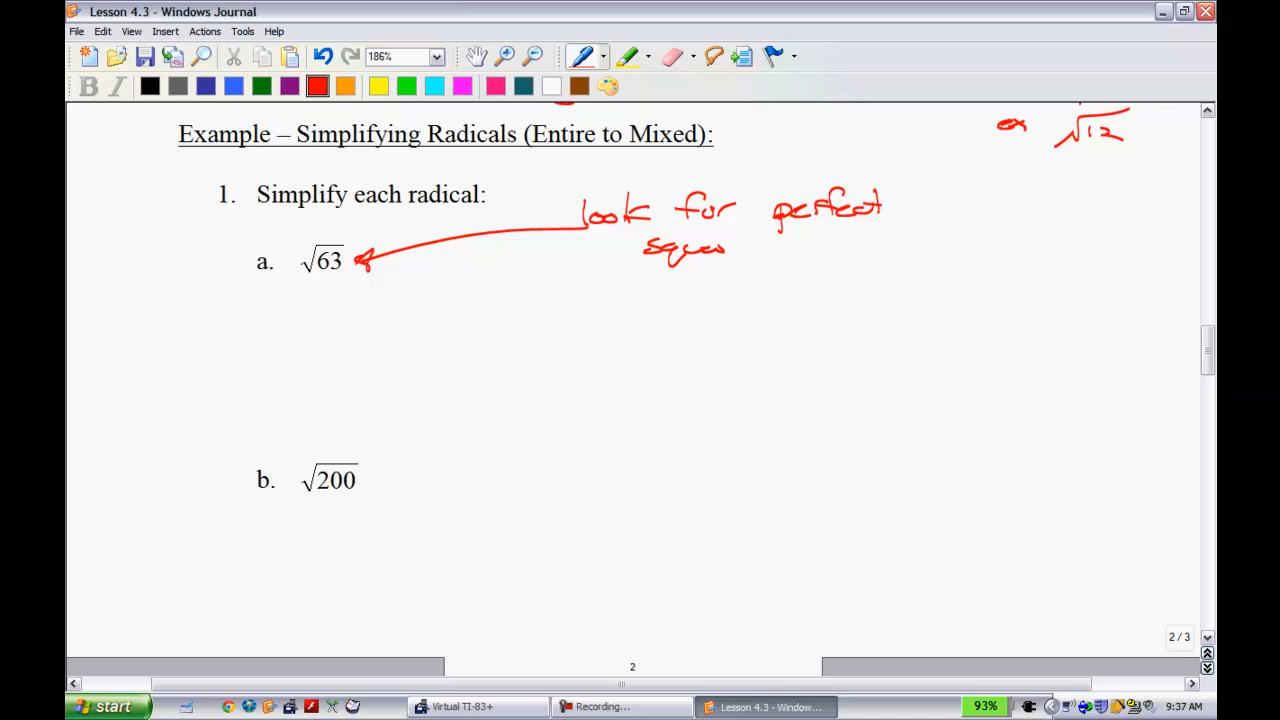 Lesson 4.3 - Windows Journal
File Edit View Insert Actions Tools Help
186%
B I
Example – Simplifying Radicals (Entire to Mixed):
ex √12
1. Simplify each radical:
look for perfect
squa
a. √63
b. √200
2 / 3
2
start
Virtual TI-83+
Recording...
Lesson 4.3 - Window...
93%
9:37 AM